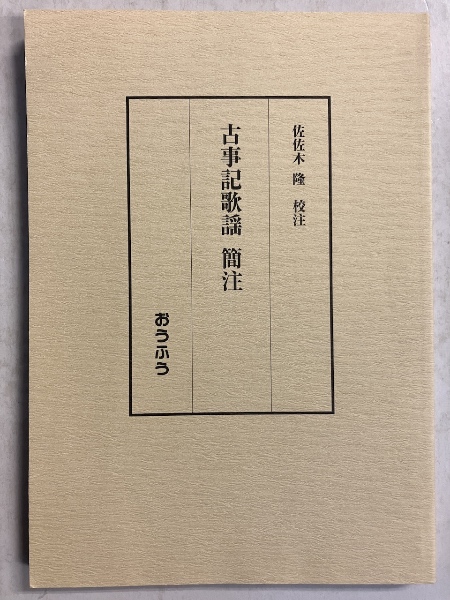 佐佐木 隆 校注
古事記歌謡 簡注
おうふう